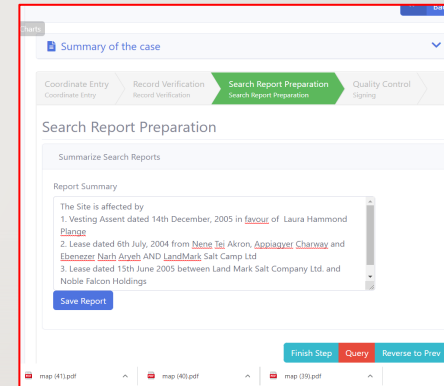 Charts
Summary of the case
Coordinate Entry
Coordinate Entry
Record Verification
Record Verification
Search Report Preparation
Search Report Preparation
Quality Control
Signing
Search Report Preparation
Summarize Search Reports
Report Summary
The Site is affected by
1. Vesting Assent dated 14th December, 2005 in favour of Laura Hammond
Plange
2. Lease dated 6th July, 2004 from Nene Tei Akron, Appiagyer Charway and
Ebenezer Narh Aryeh AND LandMark Salt Camp Ltd
3. Lease dated 15th June 2005 between Land Mark Salt Company Ltd. and
Noble Falcon Holdings
Save Report
Finish Step Query Reverse to Prev
map (41).pdf map (40).pdf map (39).pdf